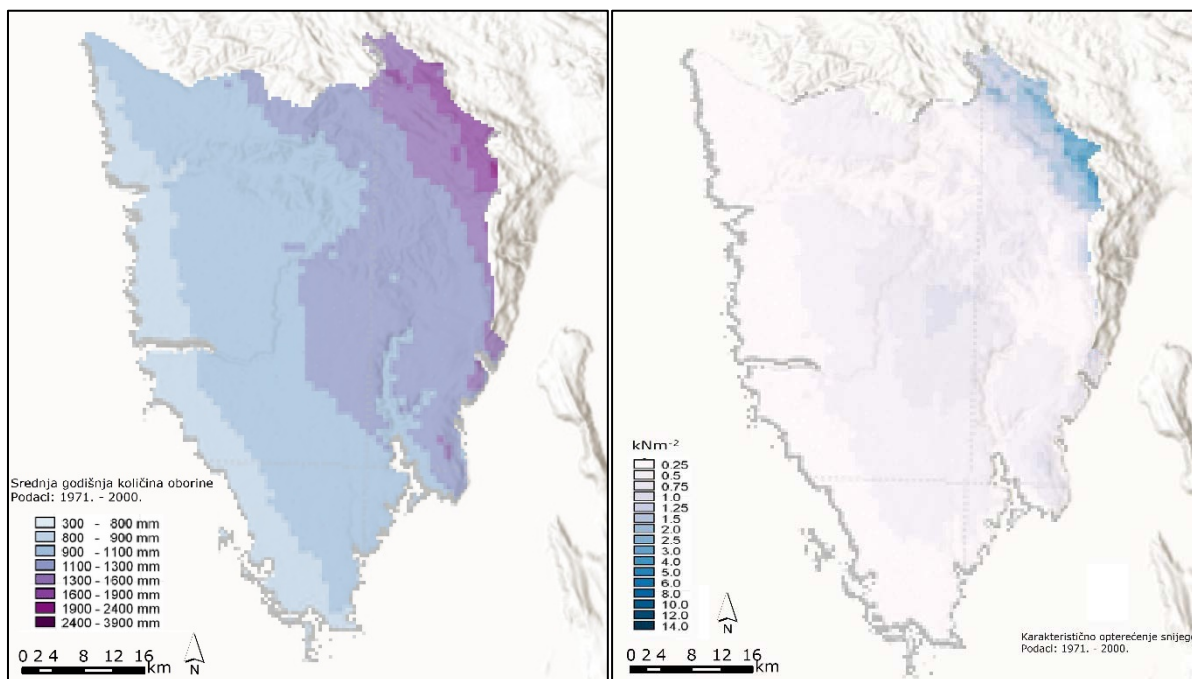 Srednja godišnja količina oborine
Podaci: 1971. - 2000.
300 - 800 mm
800 - 900 mm
900 - 1100 mm
1100 - 1300 mm
1300 - 1600 mm
1600 - 1900 mm
1900 - 2400 mm
2400 - 3900 mm
0 2 4 8 12 16
km
N
kNm-2
0.25
0.5
0.75
1.0
1.25
1.5
2.0
2.5
3.0
4.0
5.0
6.0
8.0
10.0
12.0
14.0
N
0 2 4 8 12 16
km
Karakteristično opterećenje snijego
Podaci: 1971. - 2000.